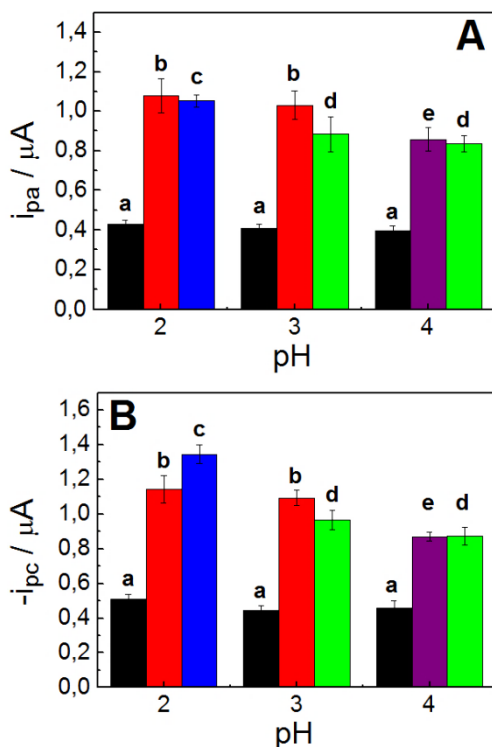 A
1,4
1,2
1,0
0,8
0,6
0,4
0,2
0,0
i_pa / μA
a b c
a b d
a e d
2 3 4
pH
B
1,6
1,4
1,2
1,0
0,8
0,6
0,4
0,2
0,0
-i_pc / μA
a b c
a b d
a e d
2 3 4
pH